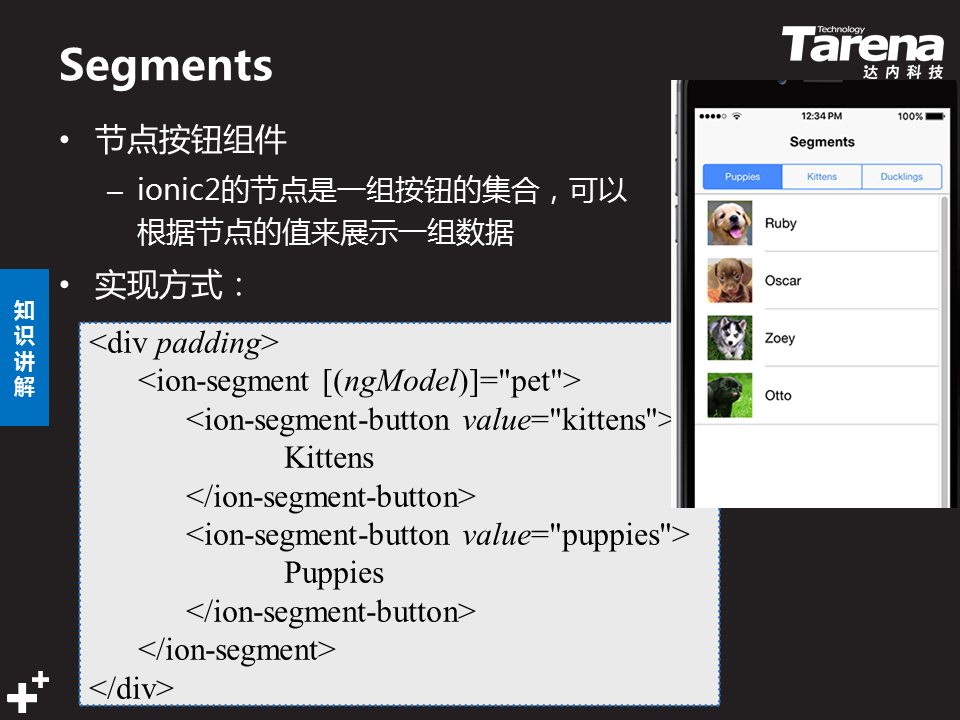 Segments
Technology
Tarena
达内科技
• 节点按钮组件
– ionic2的节点是一组按钮的集合，可以
根据节点的值来展示一组数据
• 实现方式：
知识讲解
<div padding>
<ion-segment [(ngModel)]="pet">
<ion-segment-button value="kittens">
Kittens
</ion-segment-button>
<ion-segment-button value="puppies">
Puppies
</ion-segment-button>
</ion-segment>
</div>
12:34 PM 100%
Segments
Puppies Kittens Ducklings
Ruby
Oscar
Zoey
Otto